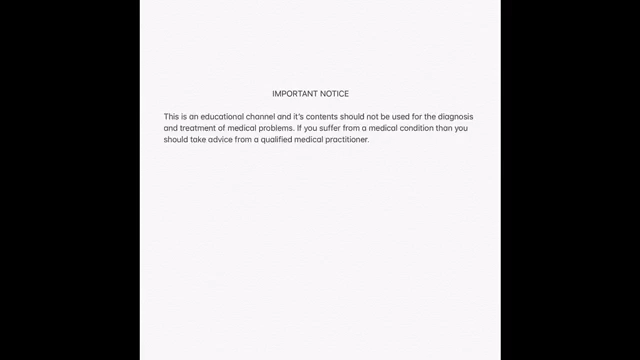 IMPORTANT NOTICE
This is an educational channel and it's contents should not be used for the diagnosis
and treatment of medical problems. If you suffer from a medical condition than you
should take advice from a qualified medical practitioner.